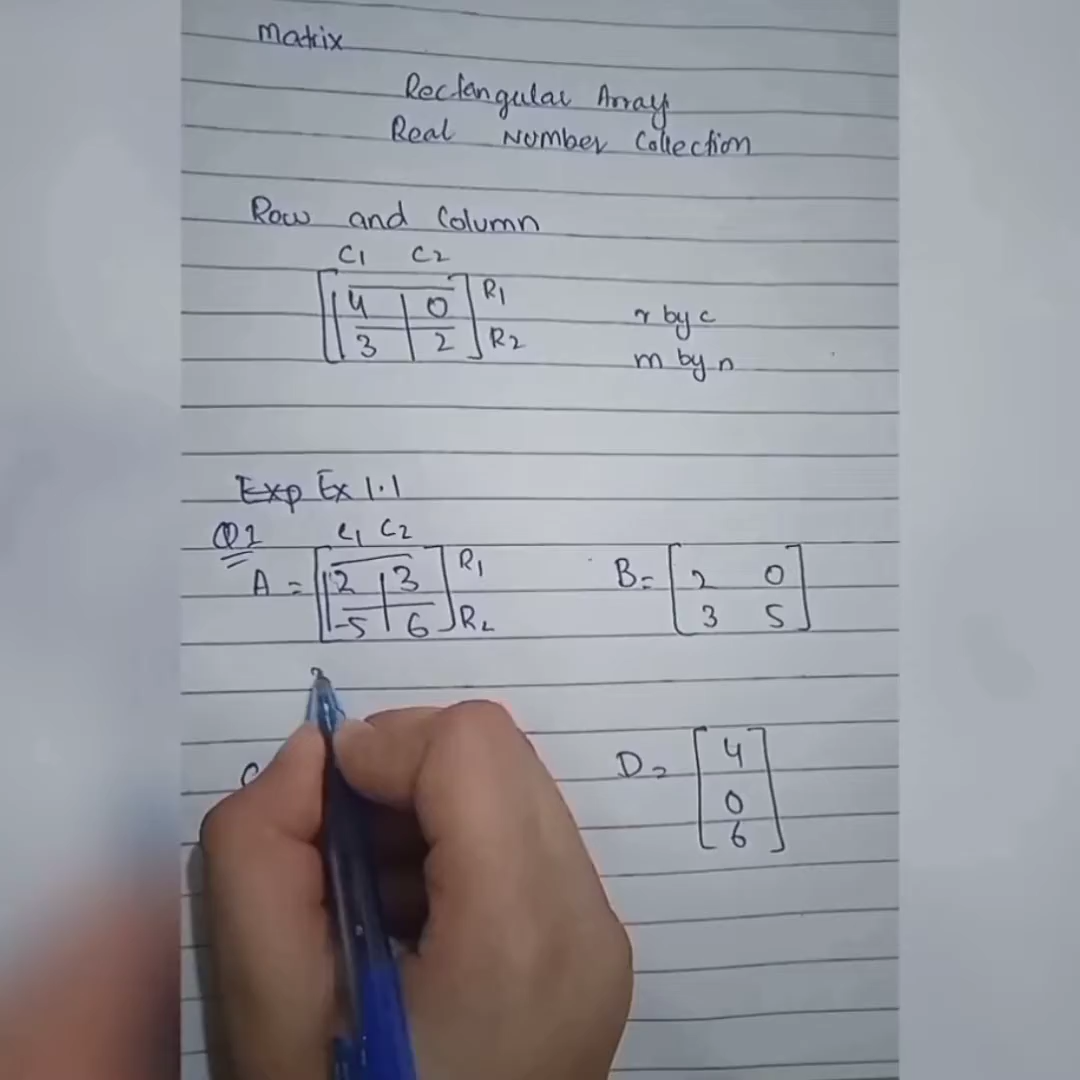 Matrix
Rectangular Array
Real Number Collection
Row and Column
C1 C2
4 0 R1
3 2 R2
r by c
m by n
Exp Ex 1.1
Q1 C1 C2
A = 2 3 R1
-5 6 R2
B = 2 0
3 5
C
D = 4
0
6